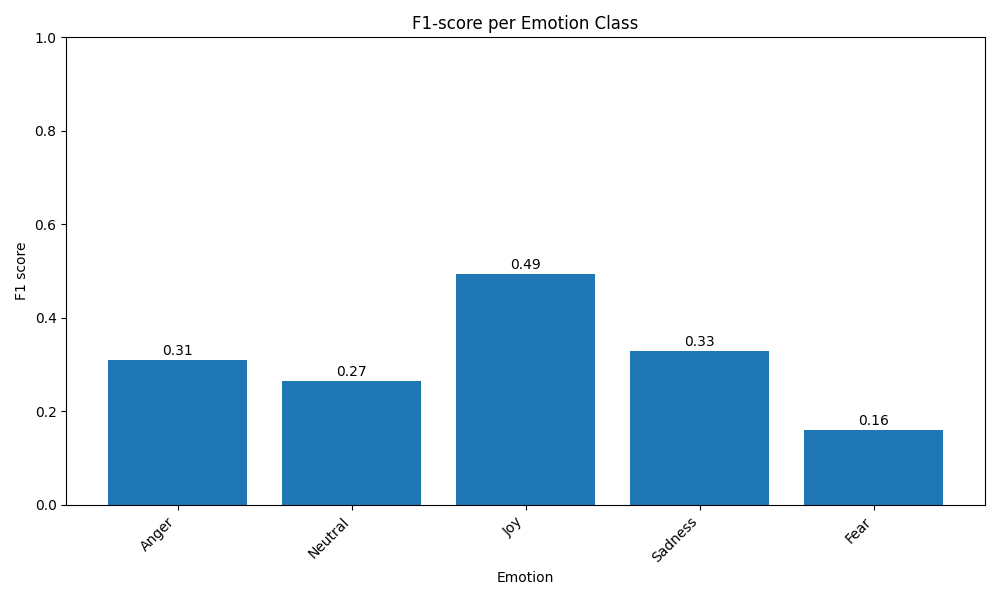 F1-score per Emotion Class
F1 score
1.0
0.8
0.6
0.4
0.2
0.0
0.31
0.27
0.49
0.33
0.16
Anger
Neutral
Joy
Sadness
Fear
Emotion